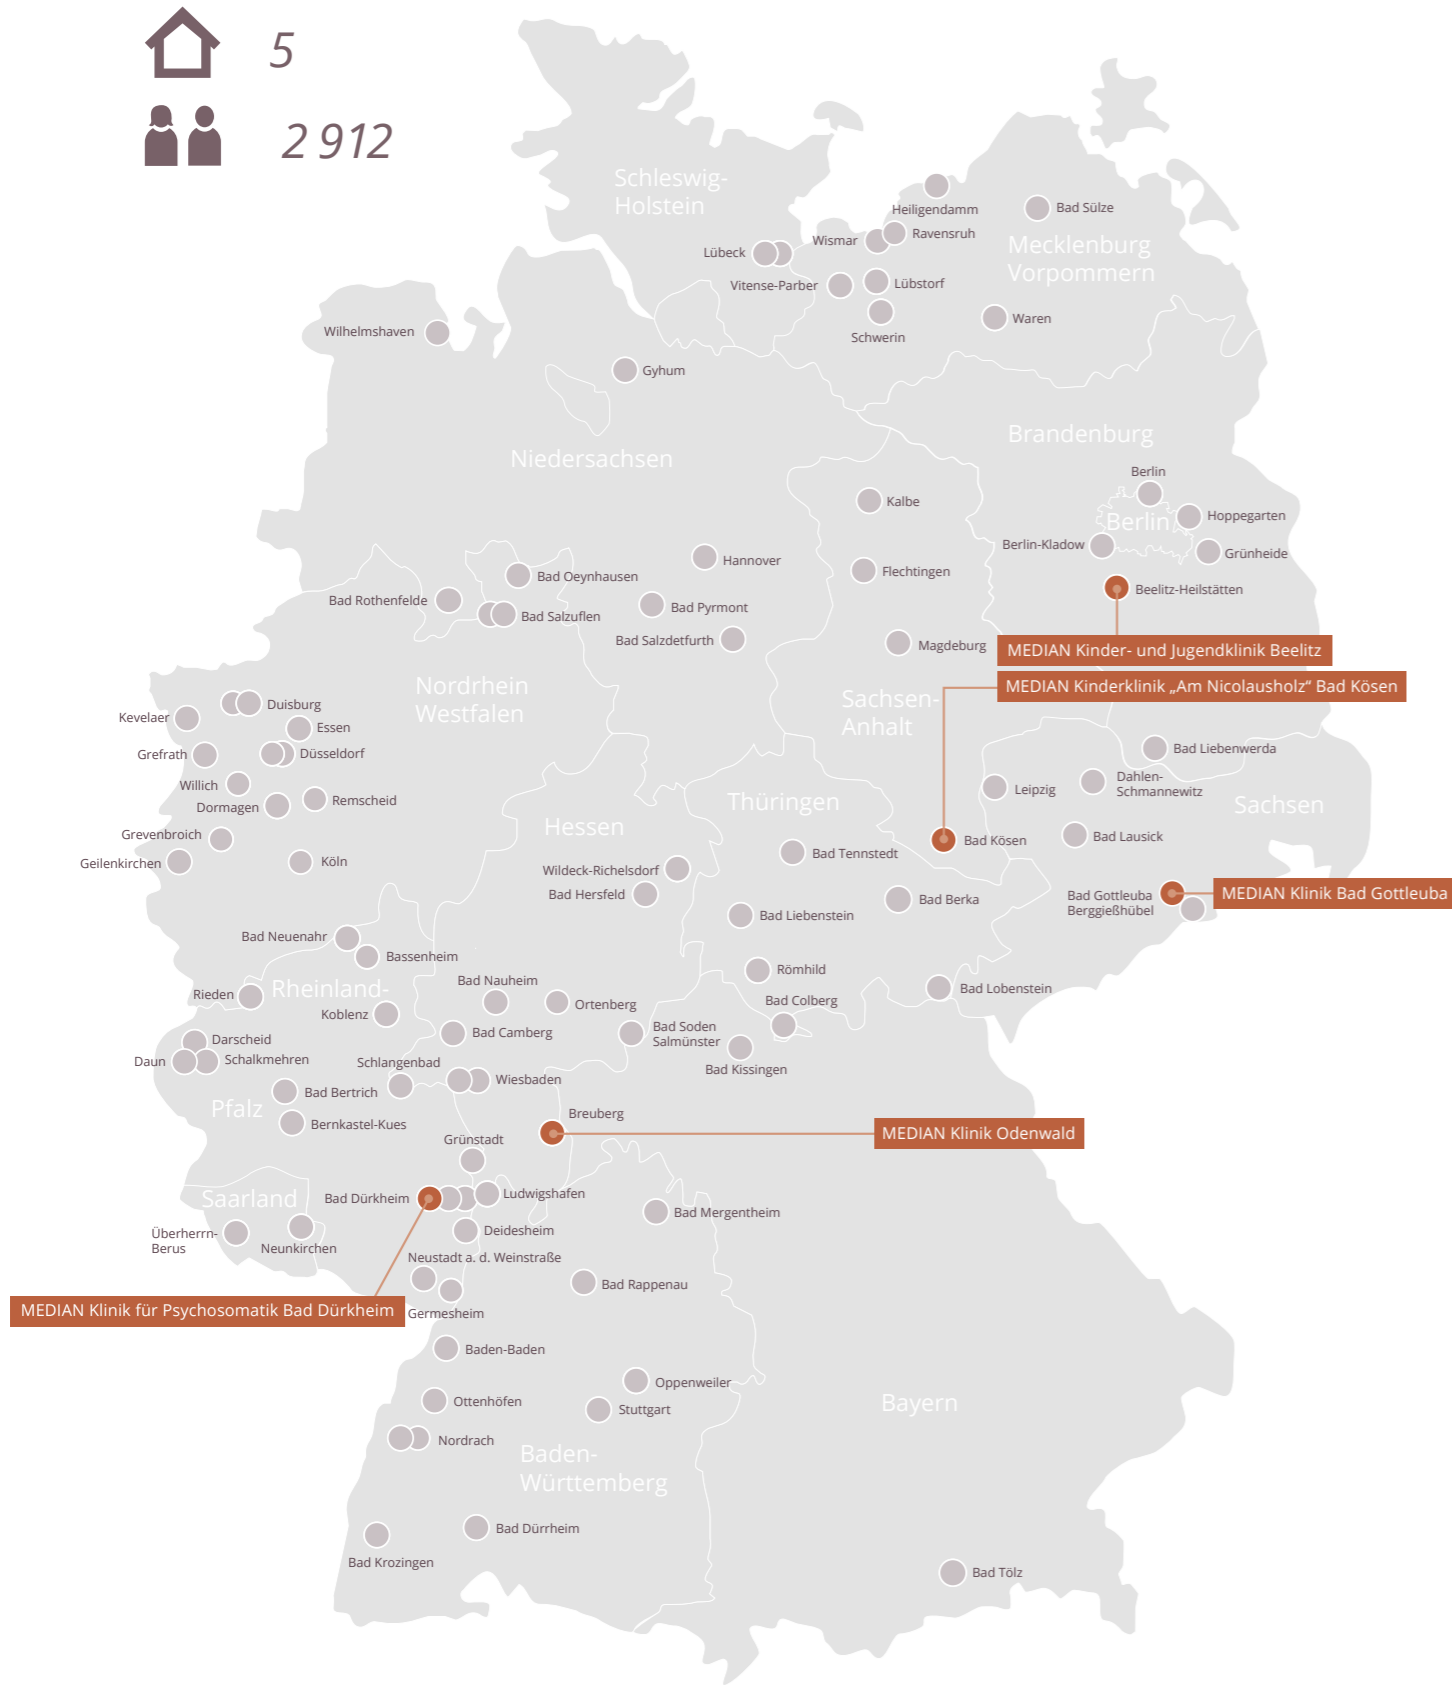 5
2 912
Schleswig-
Holstein
Heiligendamm
Bad Sülze
Wismar
Ravensruh
Mecklenburg
Vorpommern
Lübeck
Vitense-Parber
Lübstorf
Waren
Schwerin
Wilhelmshaven
Gyhum
Brandenburg
Niedersachsen
Berlin
Kalbe
Hoppegarten
Berlin
Berlin-Kladow
Grünheide
Hannover
Flechtingen
Bad Oeynhausen
Beelitz-Heilstätten
Bad Rothenfelde
Bad Pyrmont
Bad Salzuflen
Bad Salzdetfurth
Magdeburg
MEDIAN Kinder- und Jugendklinik Beelitz
MEDIAN Kinderklinik „Am Nicolausholz“ Bad Kösen
Nordrhein
Westfalen
Sachsen-
Anhalt
Duisburg
Kevelaer
Essen
Grefrath
Düsseldorf
Bad Liebenwerda
Willich
Dahlen-
Schmannewitz
Leipzig
Remscheid
Dormagen
Thüringen
Sachsen
Hessen
Grevenbroich
Bad Lausick
Bad Kösen
Bad Tennstedt
Geilenkirchen
Köln
Wildeck-Richelsdorf
Bad Hersfeld
Bad Berka
Bad Gottleuba
Berggießhübel
MEDIAN Klinik Bad Gottleuba
Bad Liebenstein
Bad Neuenahr
Bassenheim
Römhild
Bad Nauheim
Rheinland-
Rieden
Bad Lobenstein
Ortenberg
Bad Colberg
Koblenz
Bad Camberg
Bad Soden
Salmünster
Darscheid
Daun
Schalkmehren
Schlangenbad
Bad Kissingen
Wiesbaden
Bad Bertrich
Pfalz
Breuberg
Bernkastel-Kues
MEDIAN Klinik Odenwald
Grünstadt
Saarland
Bad Dürkheim
Ludwigshafen
Bad Mergentheim
Überherrn-
Berus
Deidesheim
Neunkirchen
Neustadt a. d. Weinstraße
Bad Rappenau
MEDIAN Klinik für Psychosomatik Bad Dürkheim
Germesheim
Baden-Baden
Oppenweiler
Ottenhöfen
Stuttgart
Bayern
Nordrach
Baden-
Württemberg
Bad Dürrheim
Bad Krozingen
Bad Tölz